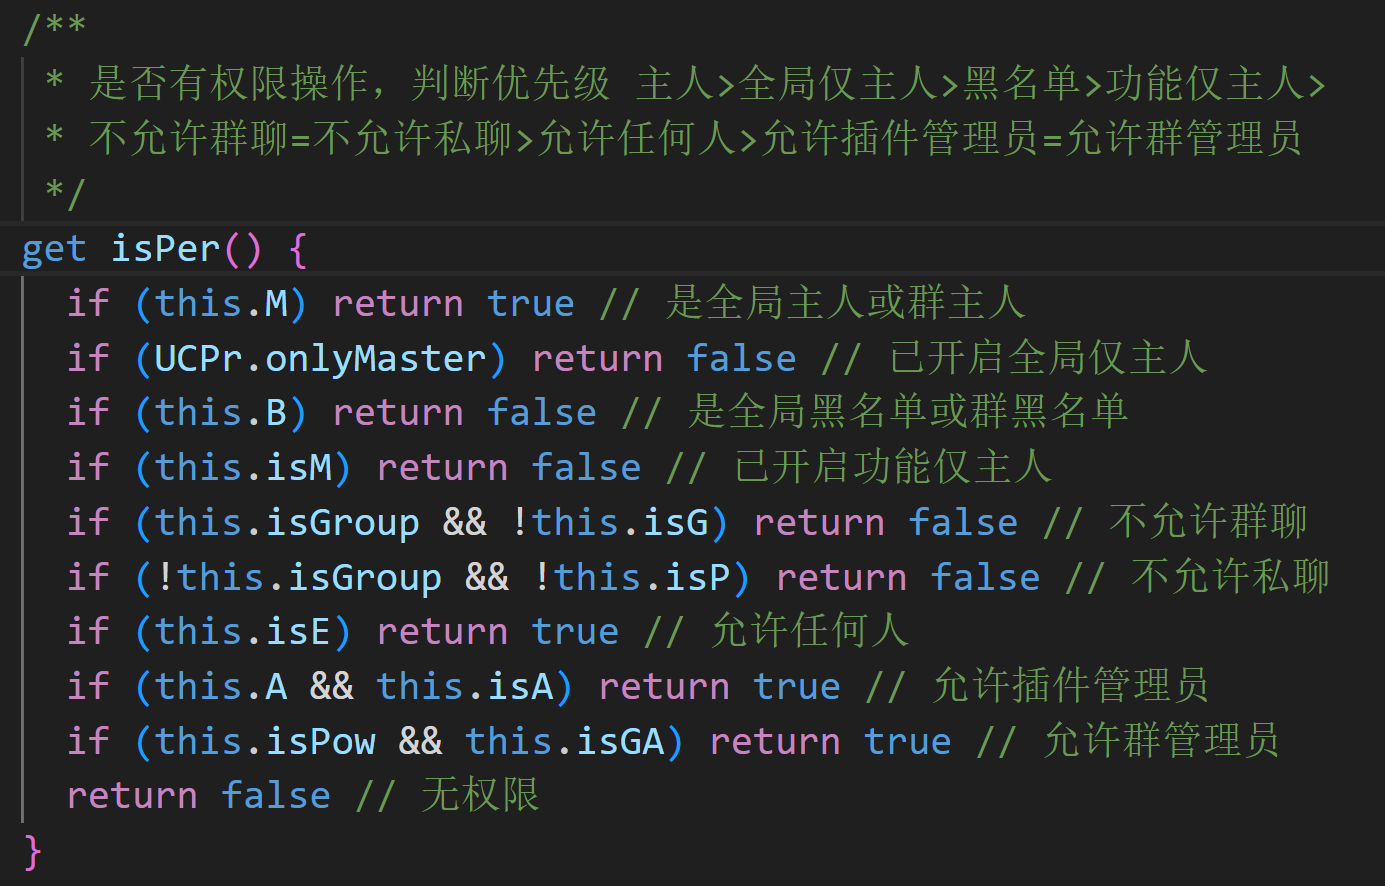 /**
 * 是否有权限操作，判断优先级 主人>全局仅主人>黑名单>功能仅主人>
 * 不允许群聊=不允许私聊>允许任何人>允许插件管理员=允许群管理员
 */
get isPer() {
  if (this.M) return true // 是全局主人或群主人
  if (UCPr.onlyMaster) return false // 已开启全局仅主人
  if (this.B) return false // 是全局黑名单或群黑名单
  if (this.isM) return false // 已开启功能仅主人
  if (this.isGroup && !this.isG) return false // 不允许群聊
  if (!this.isGroup && !this.isP) return false // 不允许私聊
  if (this.isE) return true // 允许任何人
  if (this.A && this.isA) return true // 允许插件管理员
  if (this.isPow && this.isGA) return true // 允许群管理员
  return false // 无权限
}